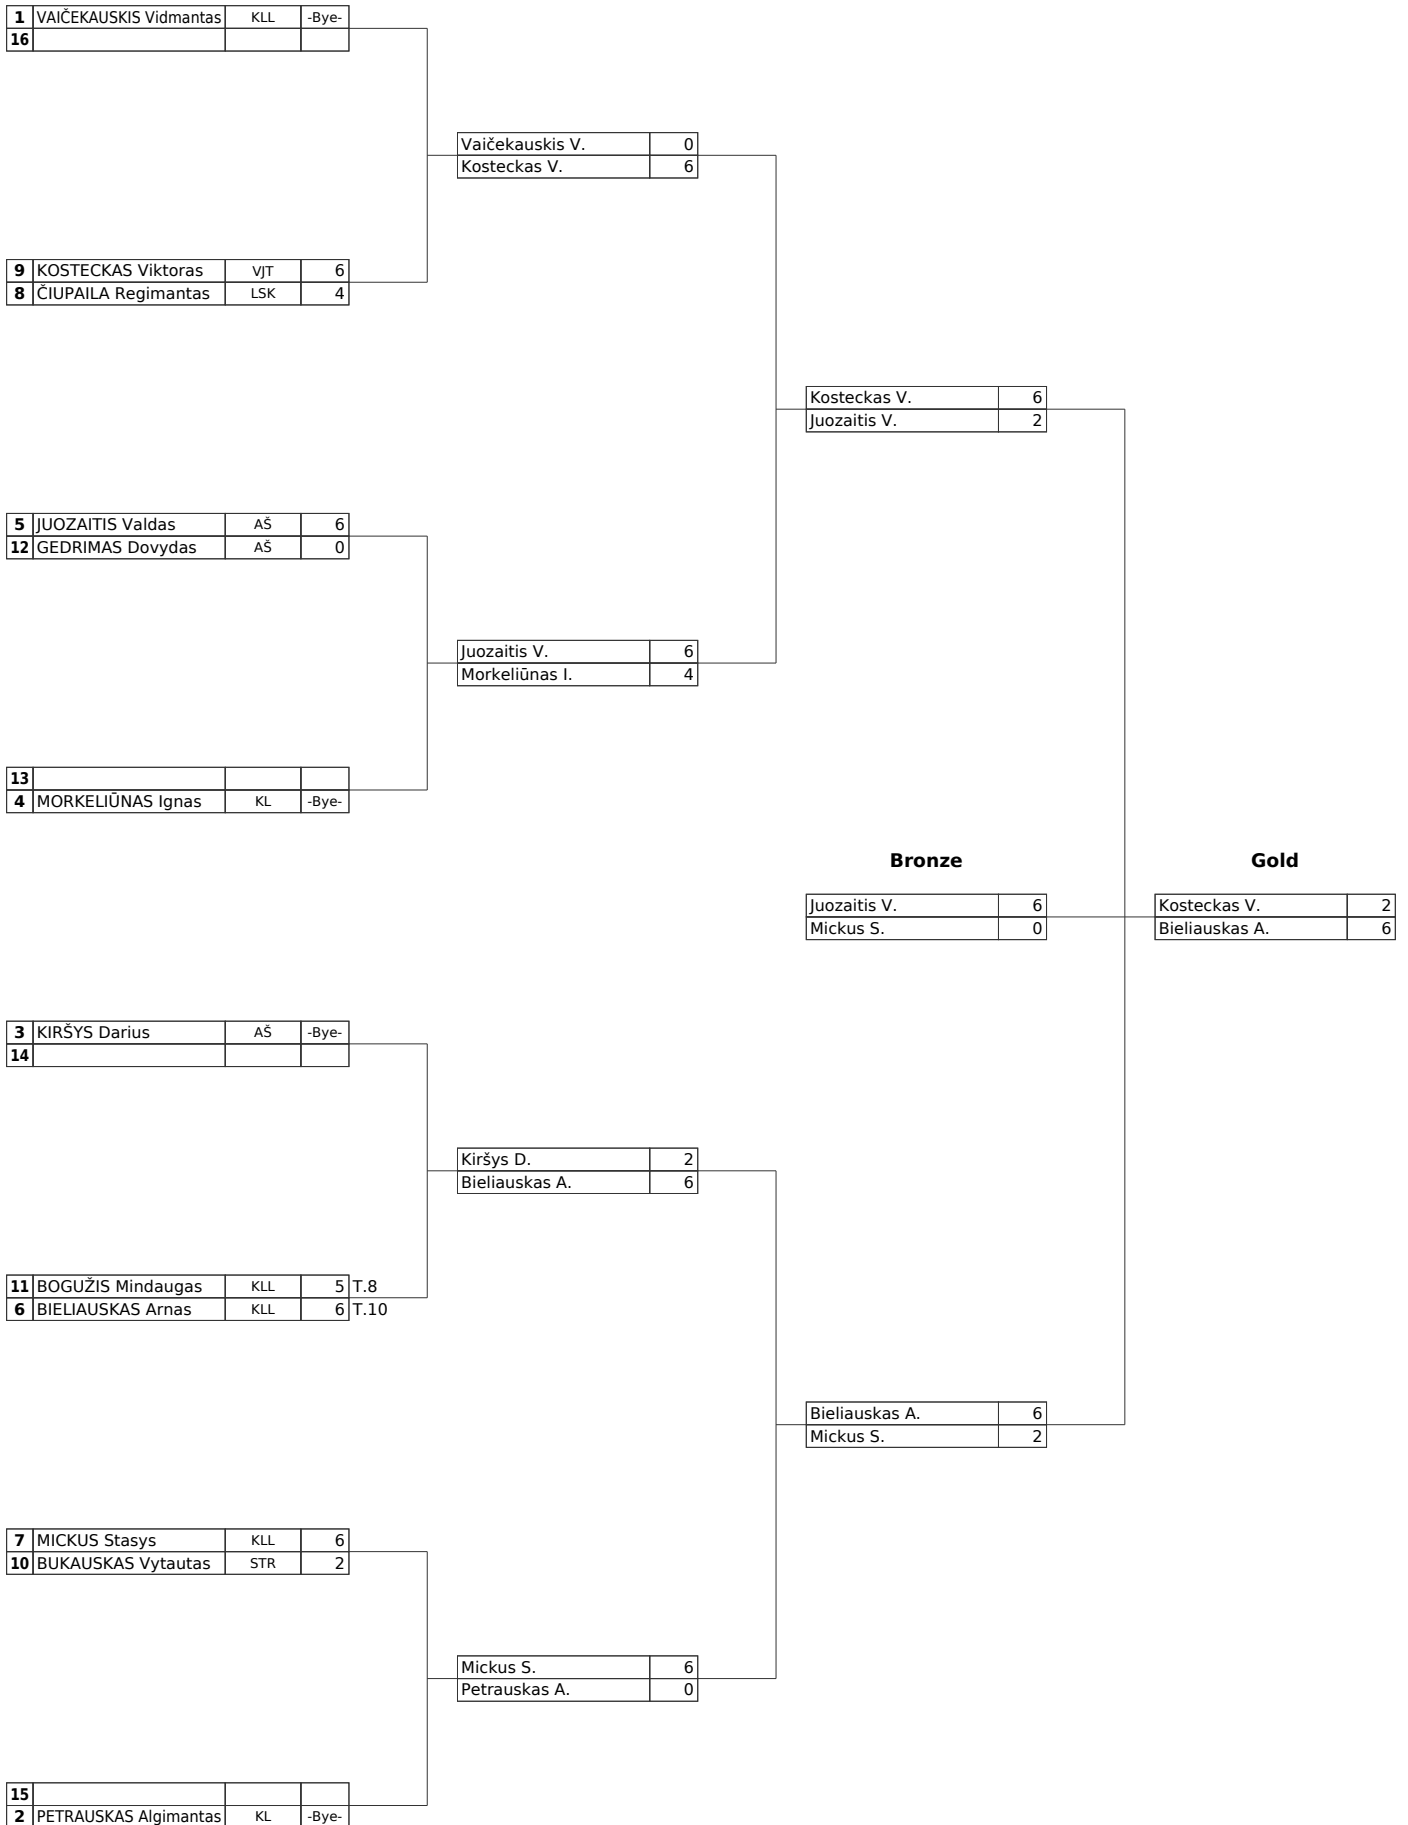 1 VAIČEKAUSKIS Vidmantas KLL -Bye-
16
Vaičekauskis V. 0
Kosteckas V. 6
9 KOSTECKAS Viktoras VJT 6
8 ČIUPAILA Regimantas LSK 4
Kosteckas V. 6
Juozaitis V. 2
5 JUOZAITIS Valdas AŠ 6
12 GEDRIMAS Dovydas AŠ 0
Juozaitis V. 6
Morkeliūnas I. 4
13
4 MORKELIŪNAS Ignas KL -Bye-
Bronze Gold
Juozaitis V. 6 Kosteckas V. 2
Mickus S. 0 Bieliauskas A. 6
3 KIRŠYS Darius AŠ -Bye-
14
Kiršys D. 2
Bieliauskas A. 6
11 BOGUŽIS Mindaugas KLL 5 T.8
6 BIELIAUSKAS Arnas KLL 6 T.10
Bieliauskas A. 6
Mickus S. 2
7 MICKUS Stasys KLL 6
10 BUKAUSKAS Vytautas STR 2
Mickus S. 6
Petrauskas A. 0
15
2 PETRAUSKAS Algimantas KL -Bye-